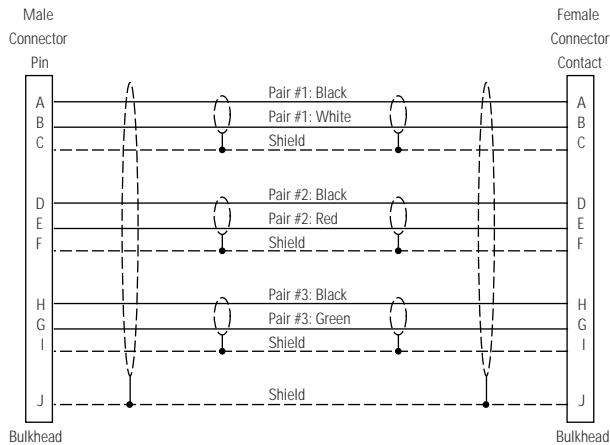 Male
Connector
Pin
Female
Connector
Contact
A Pair #1: Black A
B Pair #1: White B
C Shield C
D Pair #2: Black D
E Pair #2: Red E
F Shield F
H Pair #3: Black H
G Pair #3: Green G
I Shield I
J Shield J
Bulkhead Bulkhead